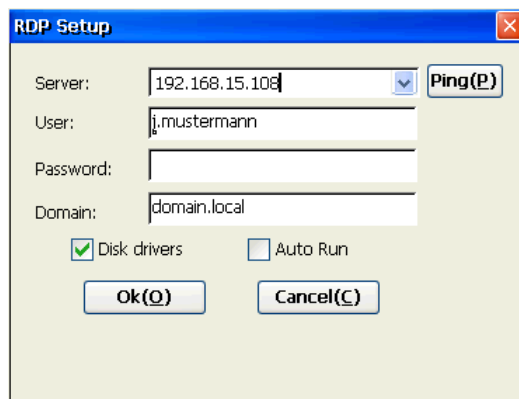 RDP Setup
Server: 192.168.15.108 Ping(P)
User: j.mustermann
Password:
Domain: domain.local
Disk drivers Auto Run
Ok(O) Cancel(C)